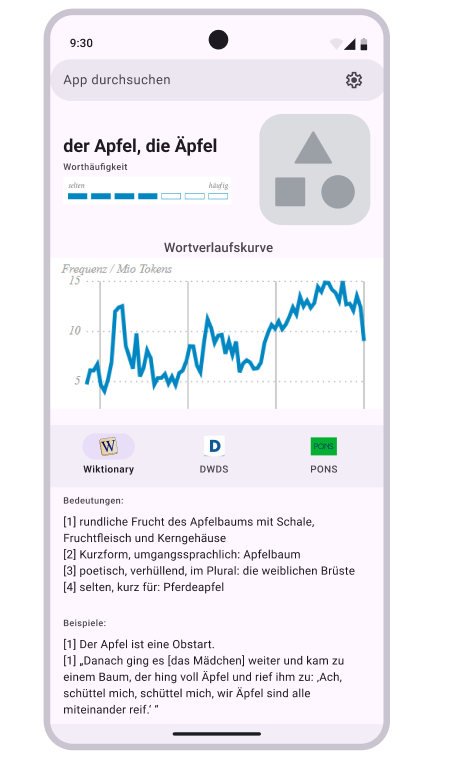 9:30
App durchsuchen
der Apfel, die Äpfel
Worthäufigkeit
selten häufig
Wortverlaufskurve
Frequenz / Mio Tokens
15
10
5
W D PONS
Wiktionary DWDS PONS
Bedeutungen:
[1] rundliche Frucht des Apfelbaums mit Schale,
Fruchtfleisch und Kerngehäuse
[2] Kurzform, umgangssprachlich: Apfelbaum
[3] poetisch, verhüllend, im Plural: die weiblichen Brüste
[4] selten, kurz für: Pferdeapfel
Beispiele:
[1] Der Apfel ist eine Obstart.
[1] „Danach ging es [das Mädchen] weiter und kam zu
einem Baum, der hing voll Äpfel und rief ihm zu: ‚Ach,
schüttel mich, schüttel mich, wir Äpfel sind alle
miteinander reif.‘ “